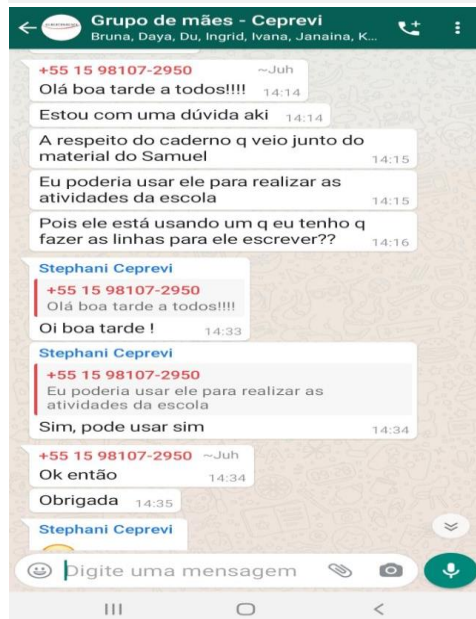 Grupo de mães - Ceprevi
Bruna, Daya, Du, Ingrid, Ivana, Janaina, K...
+55 15 98107-2950 ~Juh
Olá boa tarde a todos!!!! 14:14
Estou com uma dúvida aki 14:14
A respeito do caderno q veio junto do
material do Samuel 14:15
Eu poderia usar ele para realizar as
atividades da escola 14:15
Pois ele está usando um q eu tenho q
fazer as linhas para ele escrever?? 14:16
Stephani Ceprevi
+55 15 98107-2950
Olá boa tarde a todos!!!!
Oi boa tarde ! 14:33
Stephani Ceprevi
+55 15 98107-2950
Eu poderia usar ele para realizar as
atividades da escola
Sim, pode usar sim 14:34
+55 15 98107-2950 ~Juh
Ok então 14:34
Obrigada 14:35
Stephani Ceprevi
Digite uma mensagem